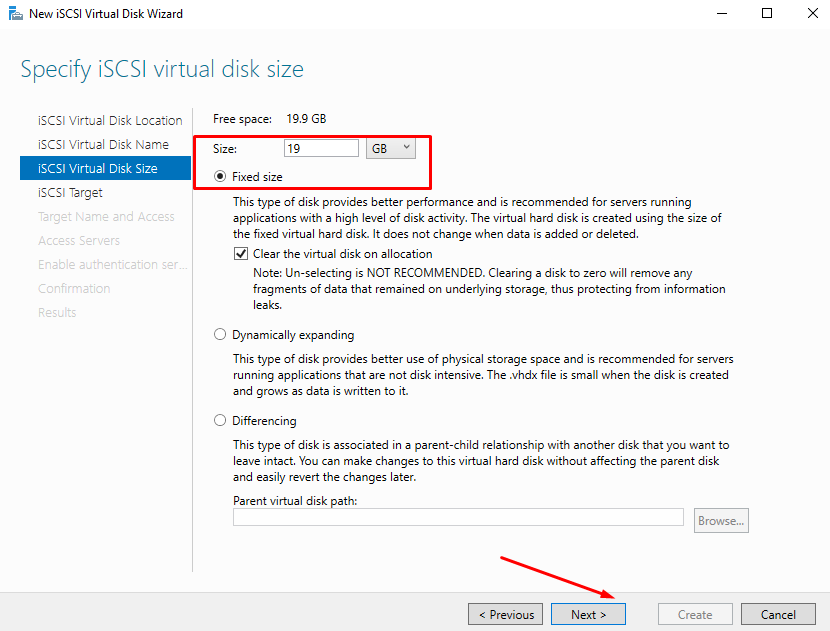 New iSCSI Virtual Disk Wizard
Specify iSCSI virtual disk size
iSCSI Virtual Disk Location
iSCSI Virtual Disk Name
iSCSI Virtual Disk Size
iSCSI Target
Target Name and Access
Access Servers
Enable authentication ser...
Confirmation
Results
Free space: 19.9 GB
Size: 19 GB
Fixed size
This type of disk provides better performance and is recommended for servers running
applications with a high level of disk activity. The virtual hard disk is created using the size of
the fixed virtual hard disk. It does not change when data is added or deleted.
Clear the virtual disk on allocation
Note: Un-selecting is NOT RECOMMENDED. Clearing a disk to zero will remove any
fragments of data that remained on underlying storage, thus protecting from information
leaks.
Dynamically expanding
This type of disk provides better use of physical storage space and is recommended for servers
running applications that are not disk intensive. The .vhdx file is small when the disk is created
and grows as data is written to it.
Differencing
This type of disk is associated in a parent-child relationship with another disk that you want to
leave intact. You can make changes to this virtual hard disk without affecting the parent disk
and easily revert the changes later.
Parent virtual disk path:
Browse...
< Previous Next > Create Cancel